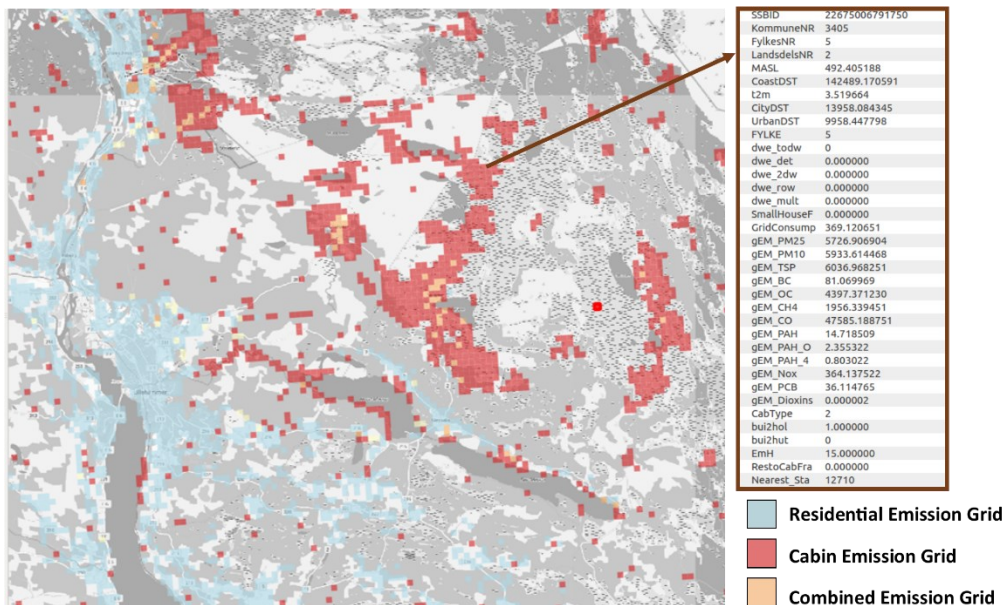 SSBID 22675006791750
KommuneNR 3405
FylkesNR 5
LandsdelsNR 2
MASL 492.405188
CoastDST 142489.170591
t2m 3.519664
CityDST 13958.084345
UrbanDST 9958.447798
FYLKE 5
dwe_todw 0
dwe_det 0.000000
dwe_2dw 0.000000
dwe_row 0.000000
dwe_mult 0.000000
SmallHouseF 0.000000
GridConsump 369.120651
gEM_PM25 5726.906904
gEM_PM10 5933.614468
gEM_TSP 6036.968251
gEM_BC 81.069969
gEM_OC 4397.371230
gEM_CH4 1956.339451
gEM_CO 47585.188751
gEM_PAH 14.718509
gEM_PAH_O 2.355322
gEM_PAH_4 0.803022
gEM_Nox 364.137522
gEM_PCB 36.114765
gEM_Dioxins 0.000002
CabType 2
bui2hol 1.000000
bui2hut 0
EmH 15.000000
RestoCabFra 0.000000
Nearest_Sta 12710
Residential Emission Grid
Cabin Emission Grid
Combined Emission Grid